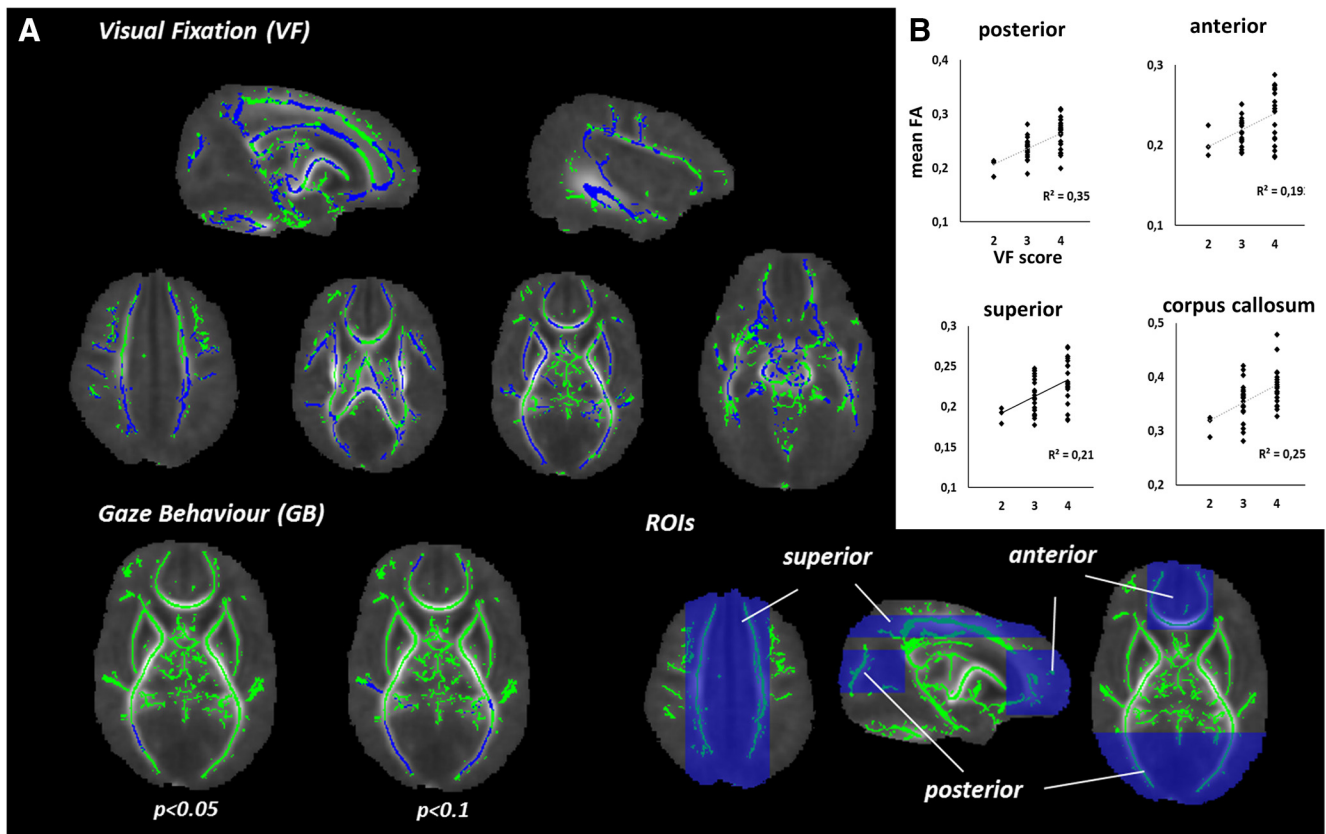 A
Visual Fixation (VF)
Gaze Behaviour (GB)
p<0.05
p<0.1
ROIs
superior
anterior
posterior
B
posterior
0,4
0,3
0,2
0,1
mean FA
R² = 0,35
2 3 4
VF score
anterior
0,3
0,2
0,1
R² = 0,19
2 3 4
superior
0,3
0,25
0,2
0,15
0,1
R² = 0,21
2 3 4
corpus callosum
0,5
0,4
0,3
0,2
R² = 0,25
2 3 4